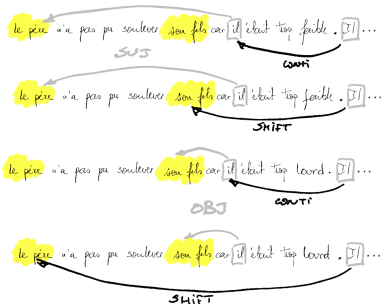 le père n'a pas pu soulever son fils car il était trop faible. Il ...
SUJ
CONTI
le père n'a pas pu soulever son fils car il était trop faible. Il ...
SHIFT
le père n'a pas pu soulever son fils car il était trop lourd. Il ...
OBJ
CONTI
le père n'a pas pu soulever son fils car il était trop lourd. Il ...
SHIFT